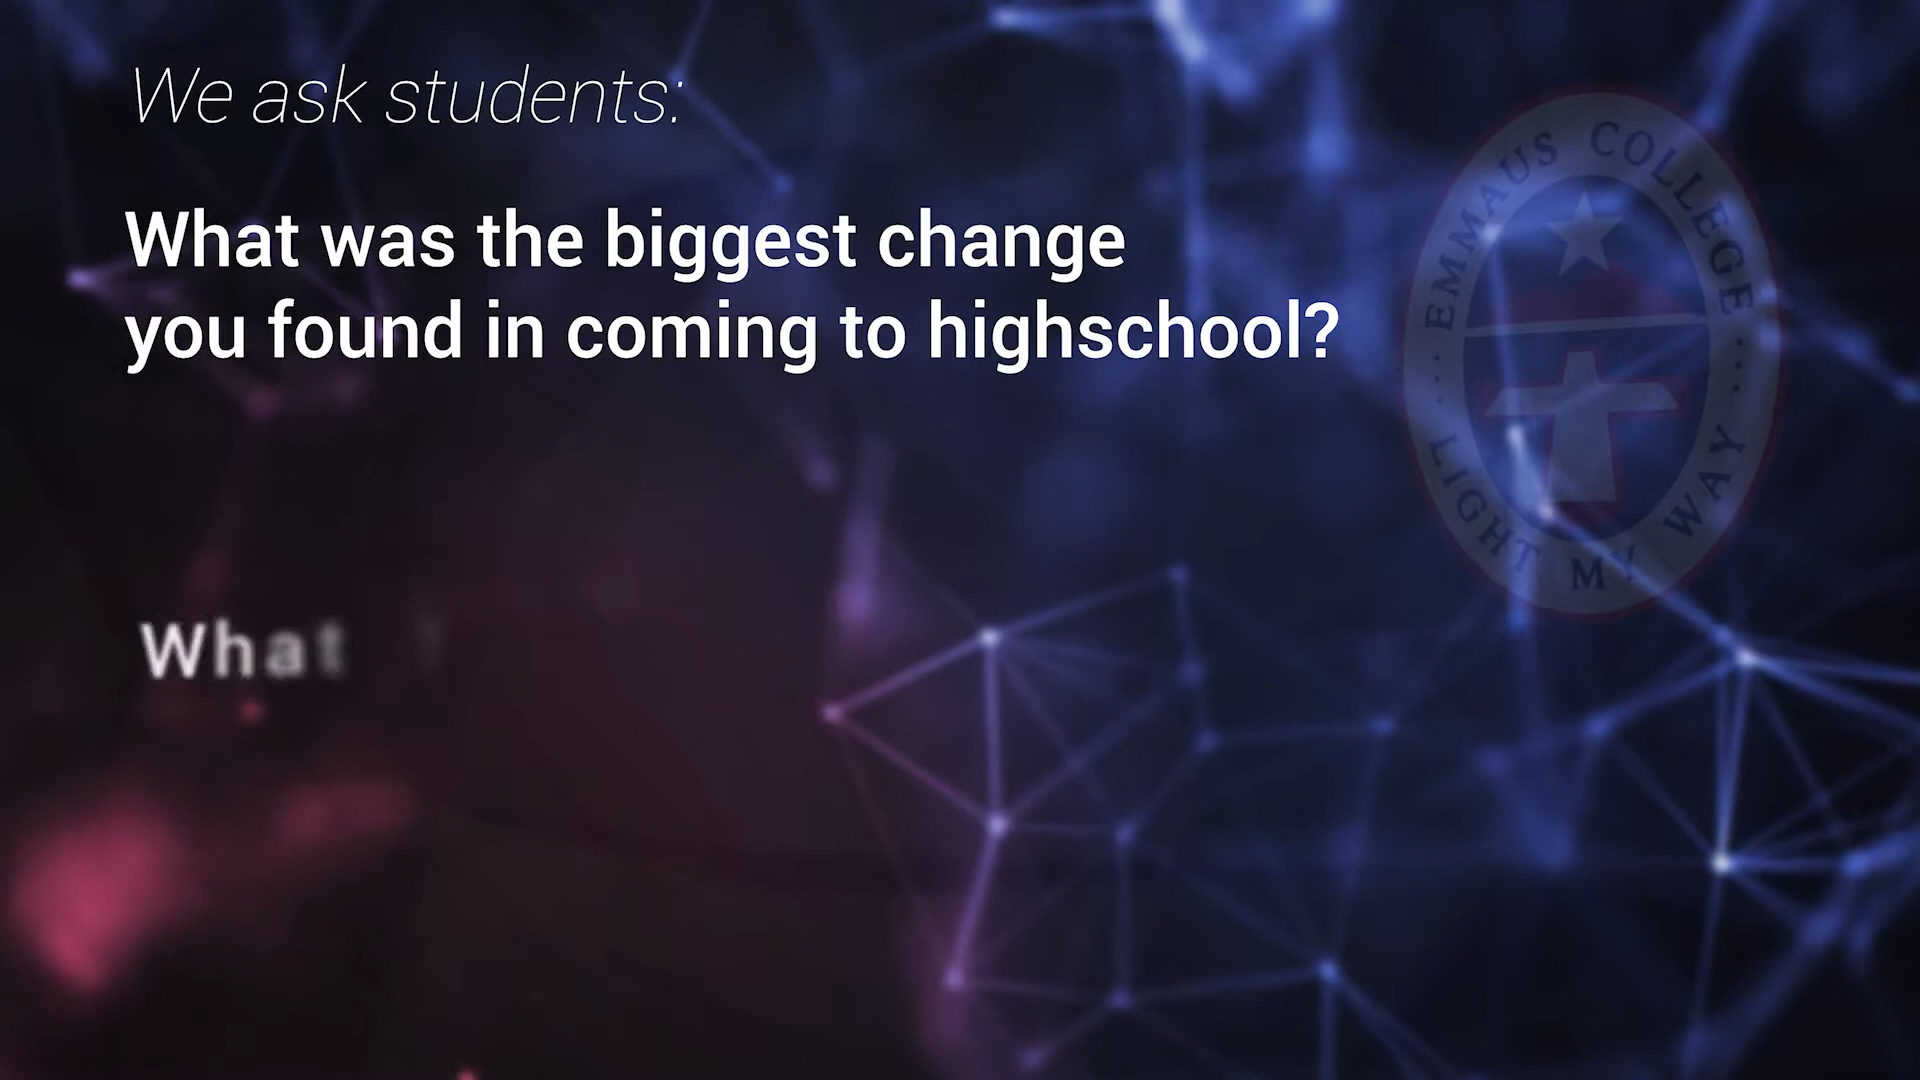 We ask students:
What was the biggest change
you found in coming to highschool?
EMMAUS COLLEGE
LIGHT MY WAY
What